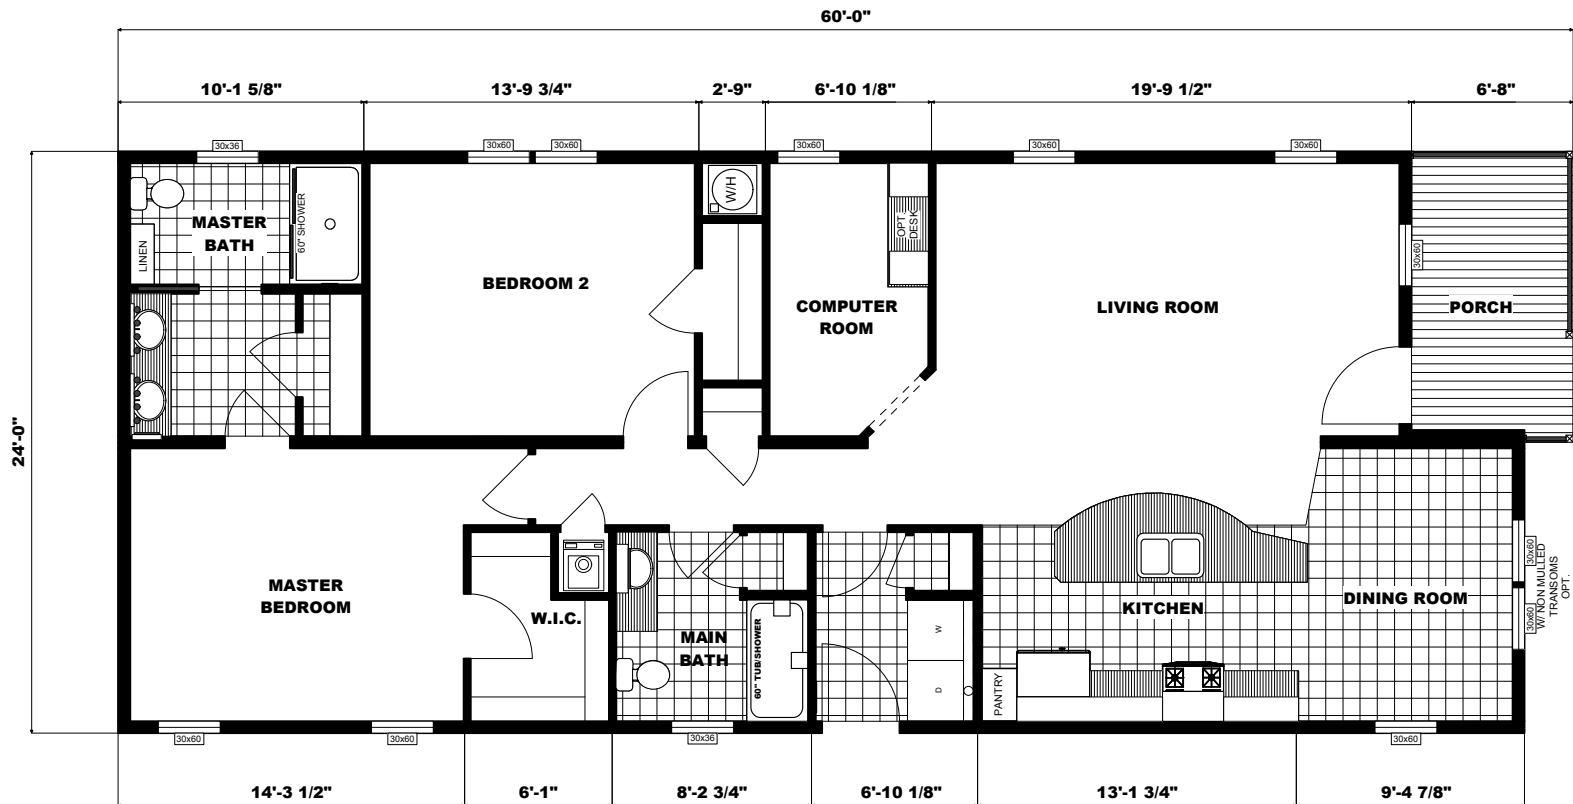 60'-0"
10'-1 5/8"
13'-9 3/4"
2'-9"
6'-10 1/8"
19'-9 1/2"
6'-8"
30x36
30x60
30x60
30x60
30x60
30x60
24'-0"
MASTER
BATH
LINEN
60" SHOWER
BEDROOM 2
W/H
OPT.
DESK
COMPUTER
ROOM
LIVING ROOM
30x60
PORCH
MASTER
BEDROOM
W.I.C.
MAIN
BATH
60" TUB/SHOWER
W
D
PANTRY
KITCHEN
DINING ROOM
30x60
30x60
W/ NON MULLED
TRANSOMS
OPT.
30x60
30x60
30x36
30x60
14'-3 1/2"
6'-1"
8'-2 3/4"
6'-10 1/8"
13'-1 3/4"
9'-4 7/8"